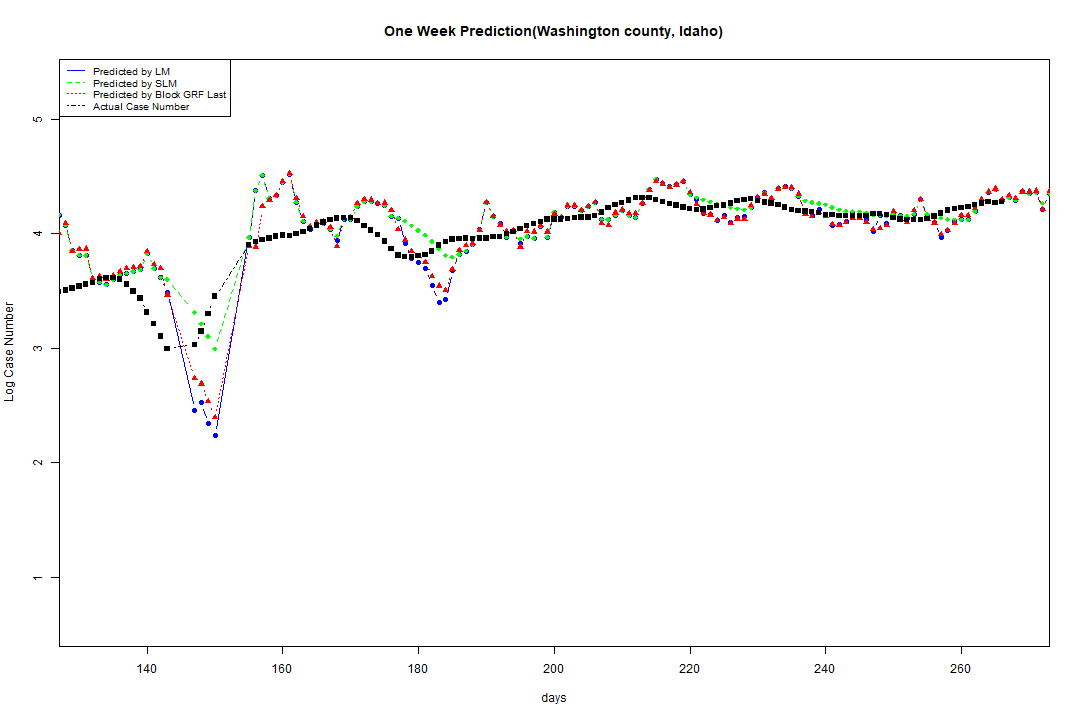 One Week Prediction(Washington county, Idaho)
Predicted by LM
Predicted by SLM
Predicted by Block GRF Last
Actual Case Number
5
4
3
2
1
Log Case Number
140 160 180 200 220 240 260
days